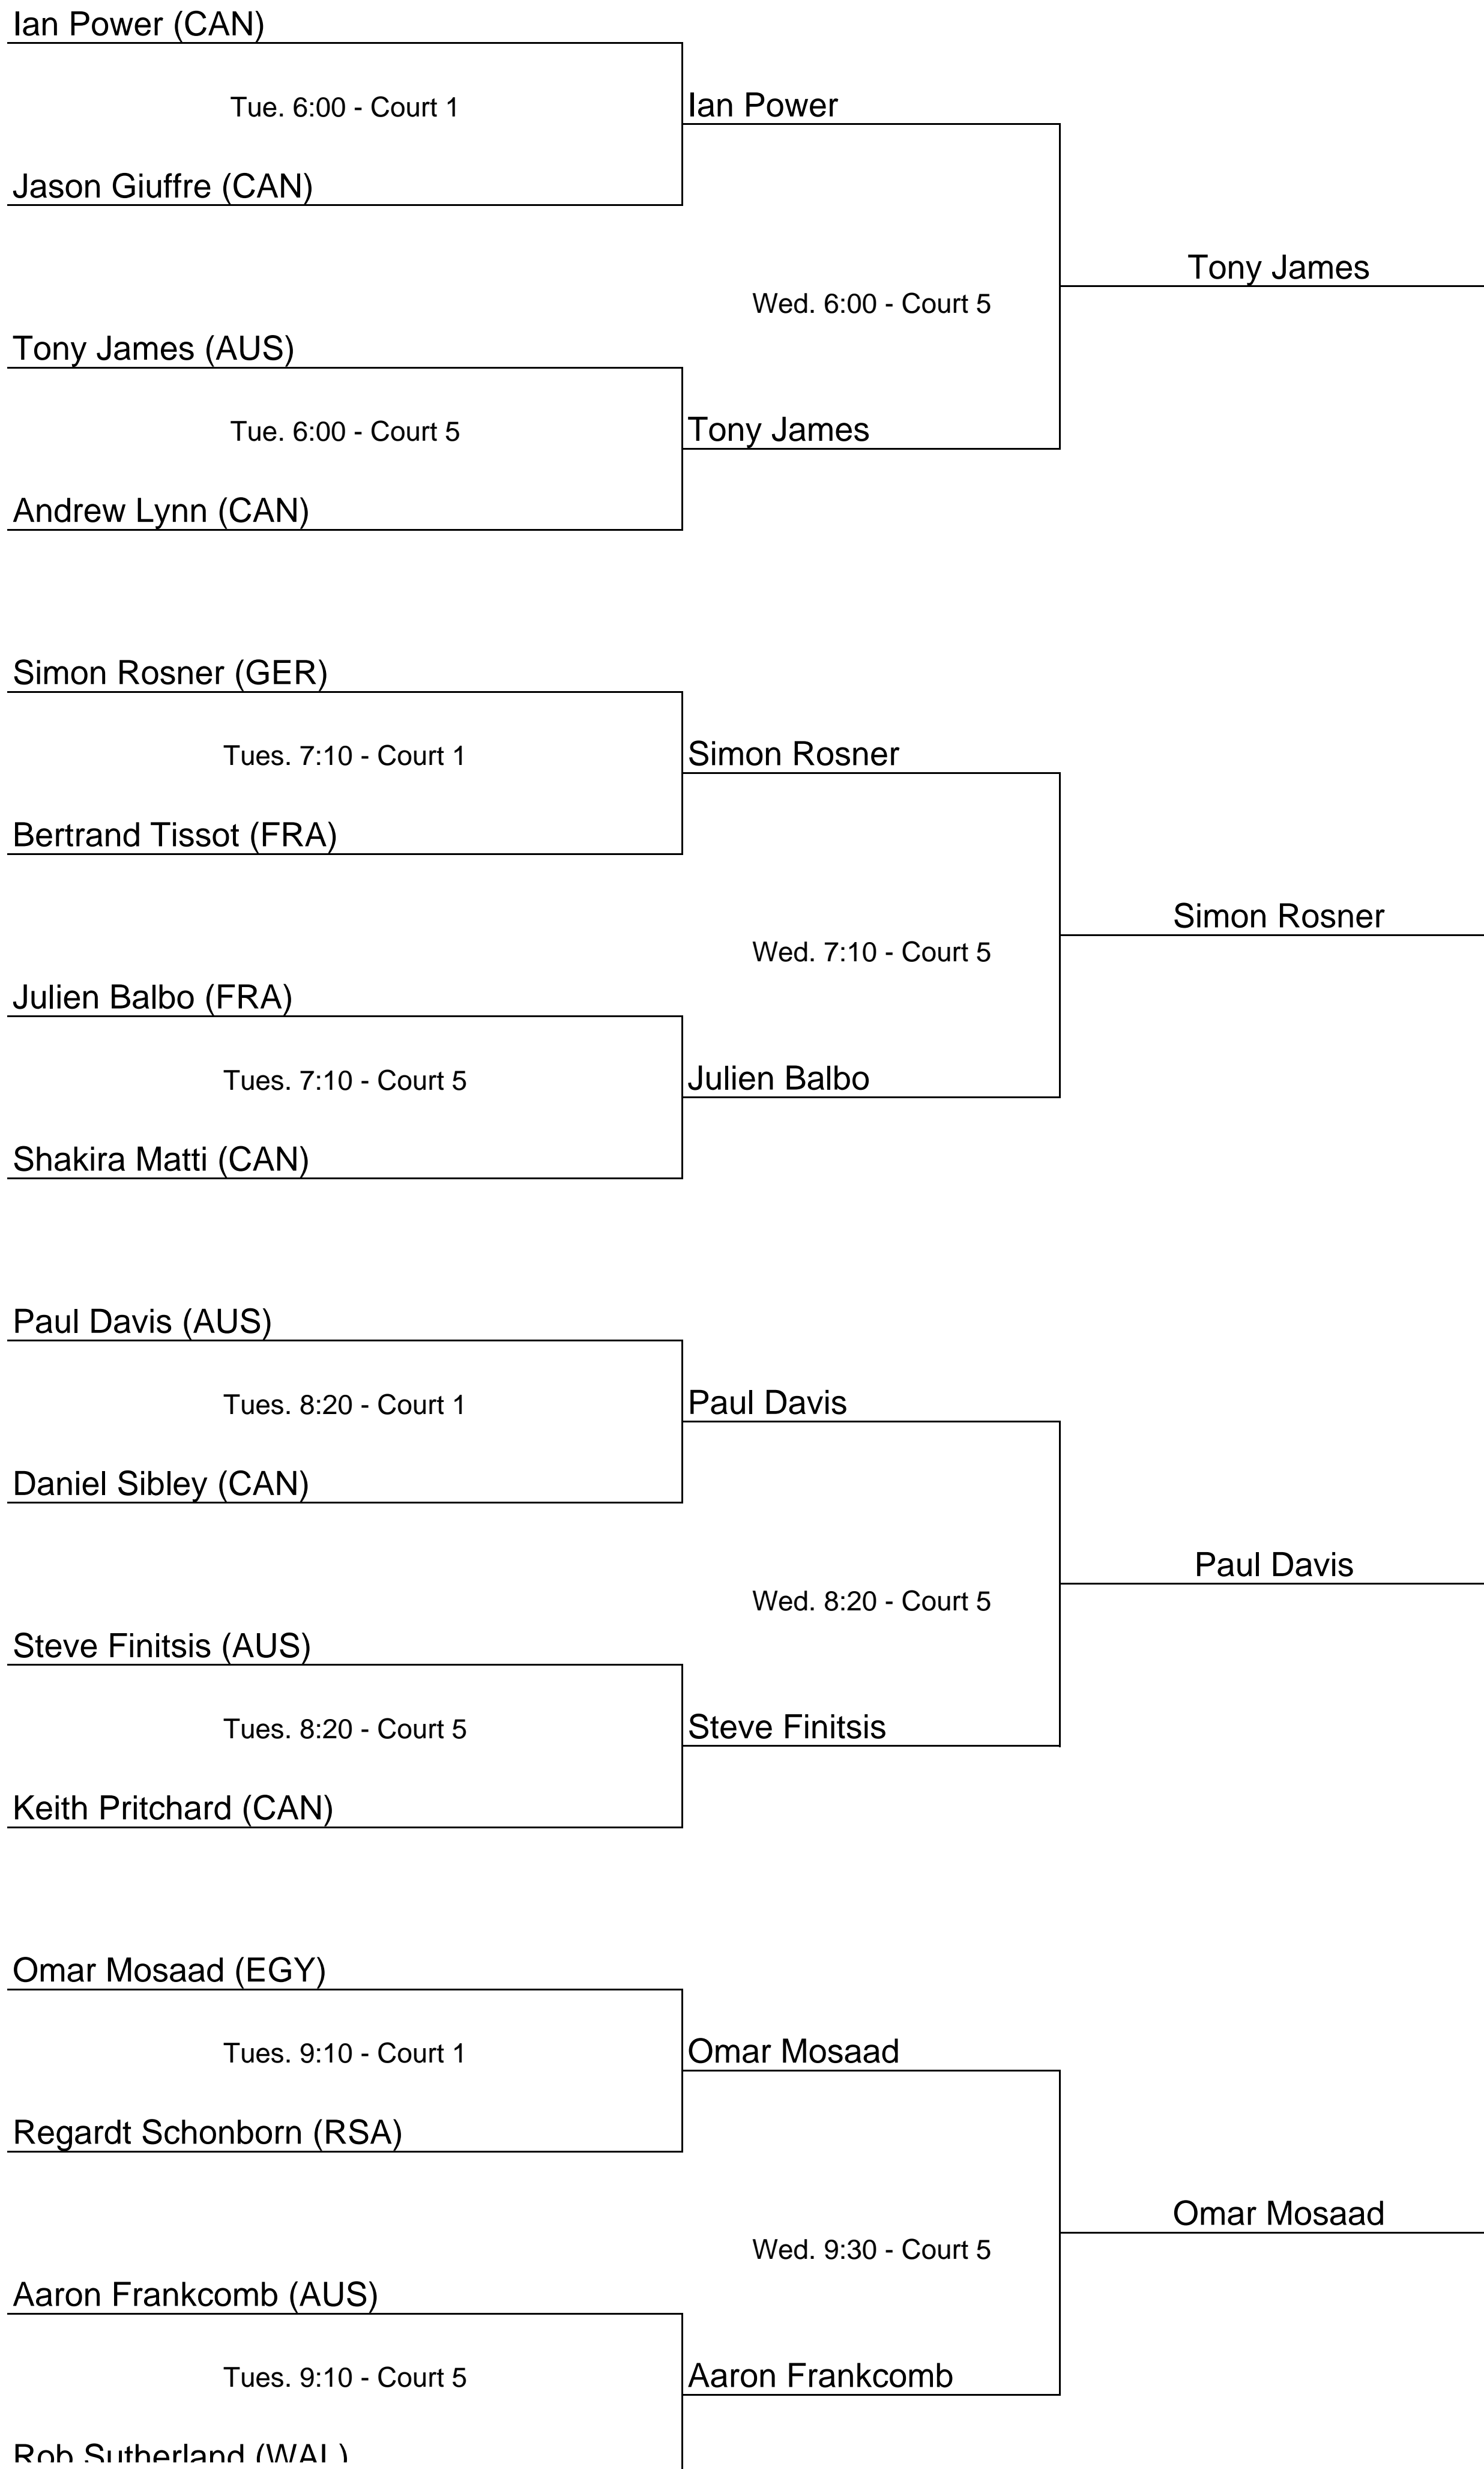 Ian Power (CAN)
Tue. 6:00 - Court 1
Ian Power
Jason Giuffre (CAN)
Tony James
Wed. 6:00 - Court 5
Tony James (AUS)
Tue. 6:00 - Court 5
Tony James
Andrew Lynn (CAN)
Simon Rosner (GER)
Tues. 7:10 - Court 1
Simon Rosner
Bertrand Tissot (FRA)
Simon Rosner
Wed. 7:10 - Court 5
Julien Balbo (FRA)
Tues. 7:10 - Court 5
Julien Balbo
Shakira Matti (CAN)
Paul Davis (AUS)
Tues. 8:20 - Court 1
Paul Davis
Daniel Sibley (CAN)
Paul Davis
Wed. 8:20 - Court 5
Steve Finitsis (AUS)
Tues. 8:20 - Court 5
Steve Finitsis
Keith Pritchard (CAN)
Omar Mosaad (EGY)
Tues. 9:10 - Court 1
Omar Mosaad
Regardt Schonborn (RSA)
Omar Mosaad
Wed. 9:30 - Court 5
Aaron Frankcomb (AUS)
Tues. 9:10 - Court 5
Aaron Frankcomb
Rob Sutherland (WAL)